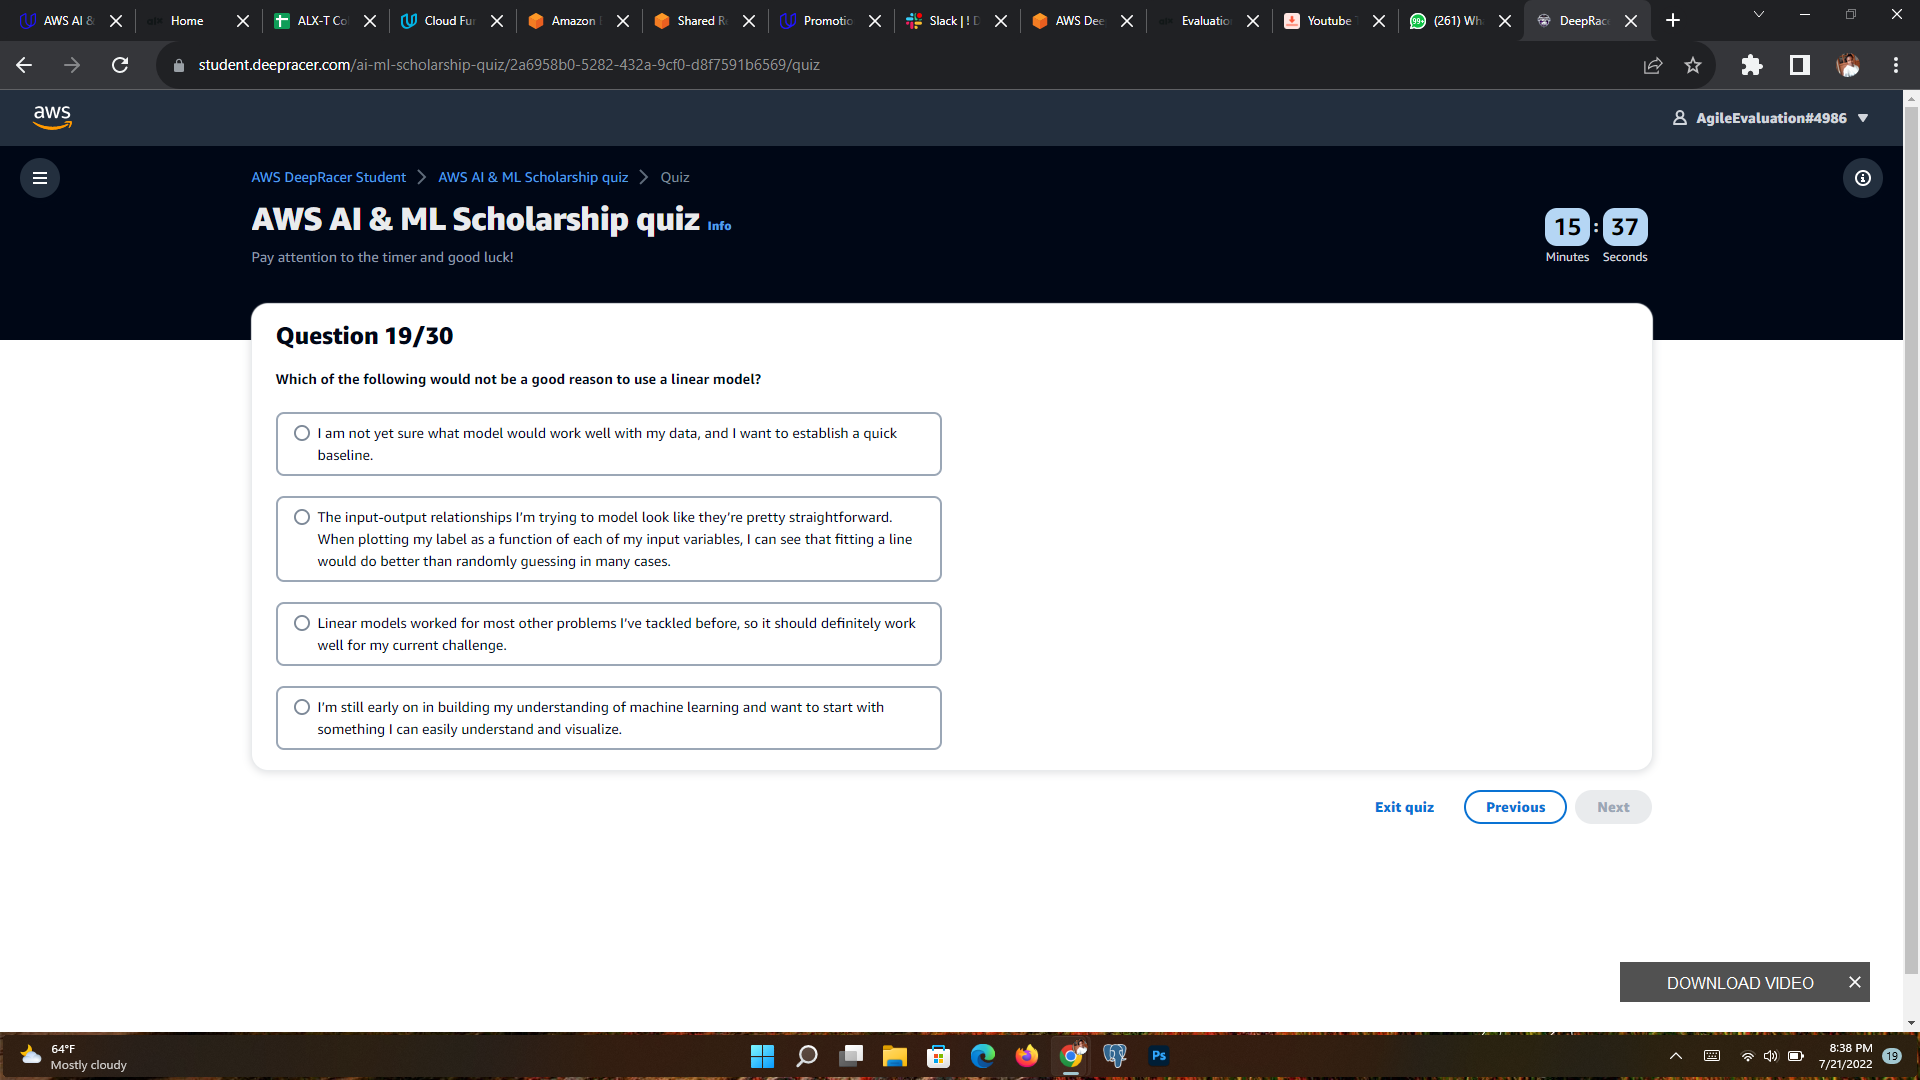 AWS AI &
Home
ALX-T Co
Cloud Fu
Amazon
Shared R
Promotio
Slack | ! D
AWS Dee
Evaluatio
Youtube
(261) Wh
DeepRac
student.deepracer.com/ai-ml-scholarship-quiz/2a6958b0-5282-432a-9cf0-d8f7591b6569/quiz
aws
AgileEvaluation#4986
AWS DeepRacer Student
AWS AI & ML Scholarship quiz
Quiz
AWS AI & ML Scholarship quiz Info
Pay attention to the timer and good luck!
15 : 37
Minutes Seconds
Question 19/30
Which of the following would not be a good reason to use a linear model?
I am not yet sure what model would work well with my data, and I want to establish a quick
baseline.
The input-output relationships I'm trying to model look like they're pretty straightforward.
When plotting my label as a function of each of my input variables, I can see that fitting a line
would do better than randomly guessing in many cases.
Linear models worked for most other problems I've tackled before, so it should definitely work
well for my current challenge.
I'm still early on in building my understanding of machine learning and want to start with
something I can easily understand and visualize.
Exit quiz
Previous
Next
DOWNLOAD VIDEO
64°F
Mostly cloudy
Ps
8:38 PM
7/21/2022
19